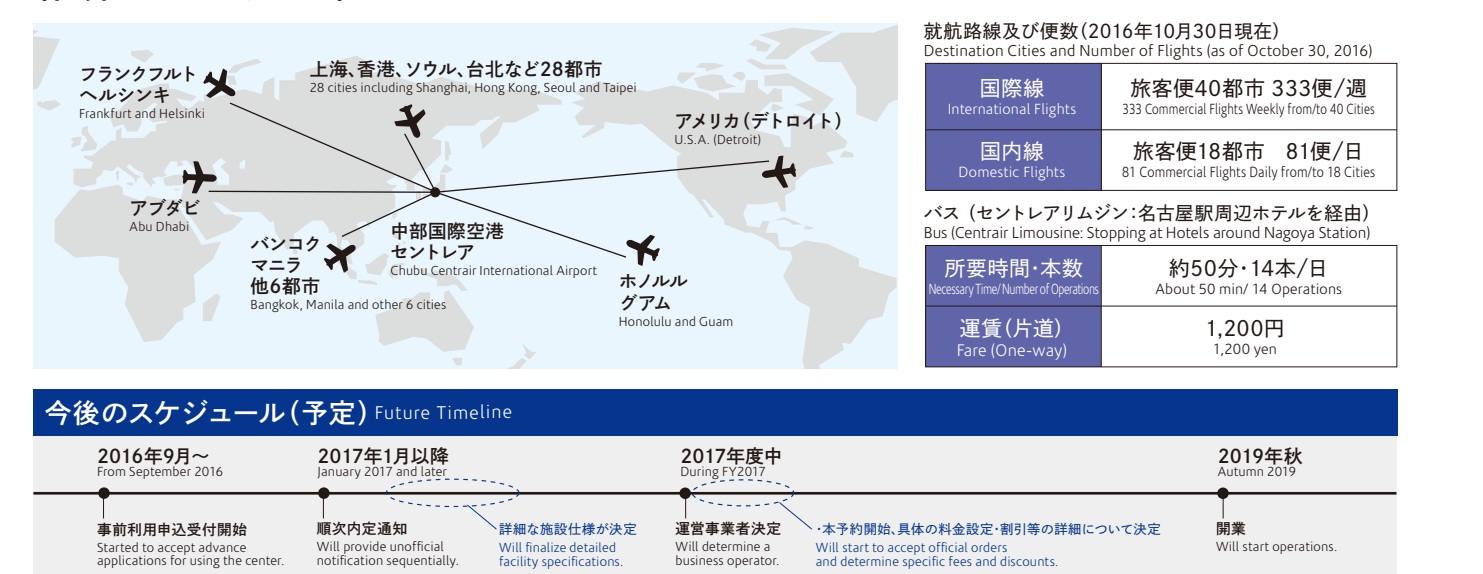 フランクフルト
ヘルシンキ
Frankfurt and Helsinki
上海、香港、ソウル、台北など28都市
28 cities including Shanghai, Hong Kong, Seoul and Taipei
アメリカ（デトロイト）
U.S.A. (Detroit)
アブダビ
Abu Dhabi
バンコク
マニラ
他6都市
Bangkok, Manila and other 6 cities
中部国際空港
セントレア
Chubu Centrair International Airport
ホノルル
グアム
Honolulu and Guam
就航路線及び便数（2016年10月30日現在）
Destination Cities and Number of Flights (as of October 30, 2016)
国際線
International Flights
旅客便40都市 333便/週
333 Commercial Flights Weekly from/to 40 Cities
国内線
Domestic Flights
旅客便18都市　81便/日
81 Commercial Flights Daily from/to 18 Cities
バス（セントレアリムジン：名古屋駅周辺ホテルを経由）
Bus (Centrair Limousine: Stopping at Hotels around Nagoya Station)
所要時間・本数
Necessary Time/ Number of Operations
約50分・14本/日
About 50 min/ 14 Operations
運賃（片道）
Fare (One-way)
1,200円
1,200 yen
今後のスケジュール（予定） Future Timeline
2016年9月〜
From September 2016
事前利用申込受付開始
Started to accept advance
applications for using the center.
2017年1月以降
January 2017 and later
順次内定通知
Will provide unofficial
notification sequentially.
詳細な施設仕様が決定
Will finalize detailed
facility specifications.
2017年度中
During FY2017
運営事業者決定
Will determine a
business operator.
・本予約開始、具体の料金設定・割引等の詳細について決定
Will start to accept official orders
and determine specific fees and discounts.
2019年秋
Autumn 2019
開業
Will start operations.